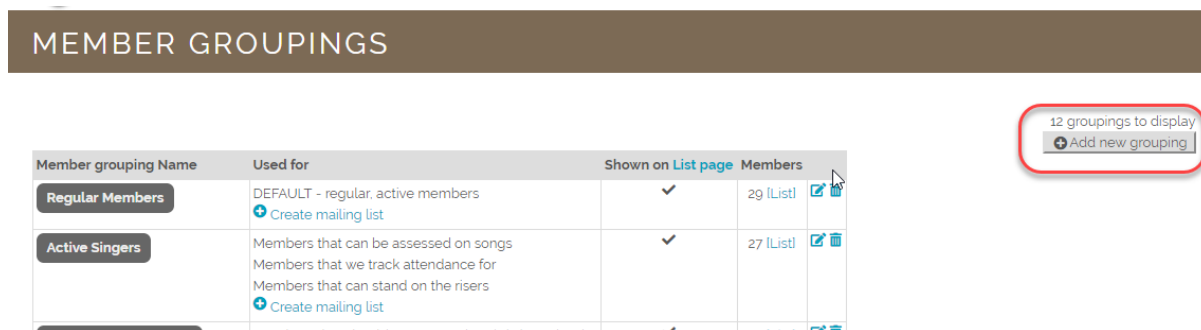 MEMBER GROUPINGS
12 groupings to display
Add new grouping
Member grouping Name Used for Shown on List page Members
Regular Members DEFAULT - regular, active members 29 [List]
Create mailing list
Active Singers Members that can be assessed on songs 27 [List]
Members that we track attendance for
Members that can stand on the risers
Create mailing list